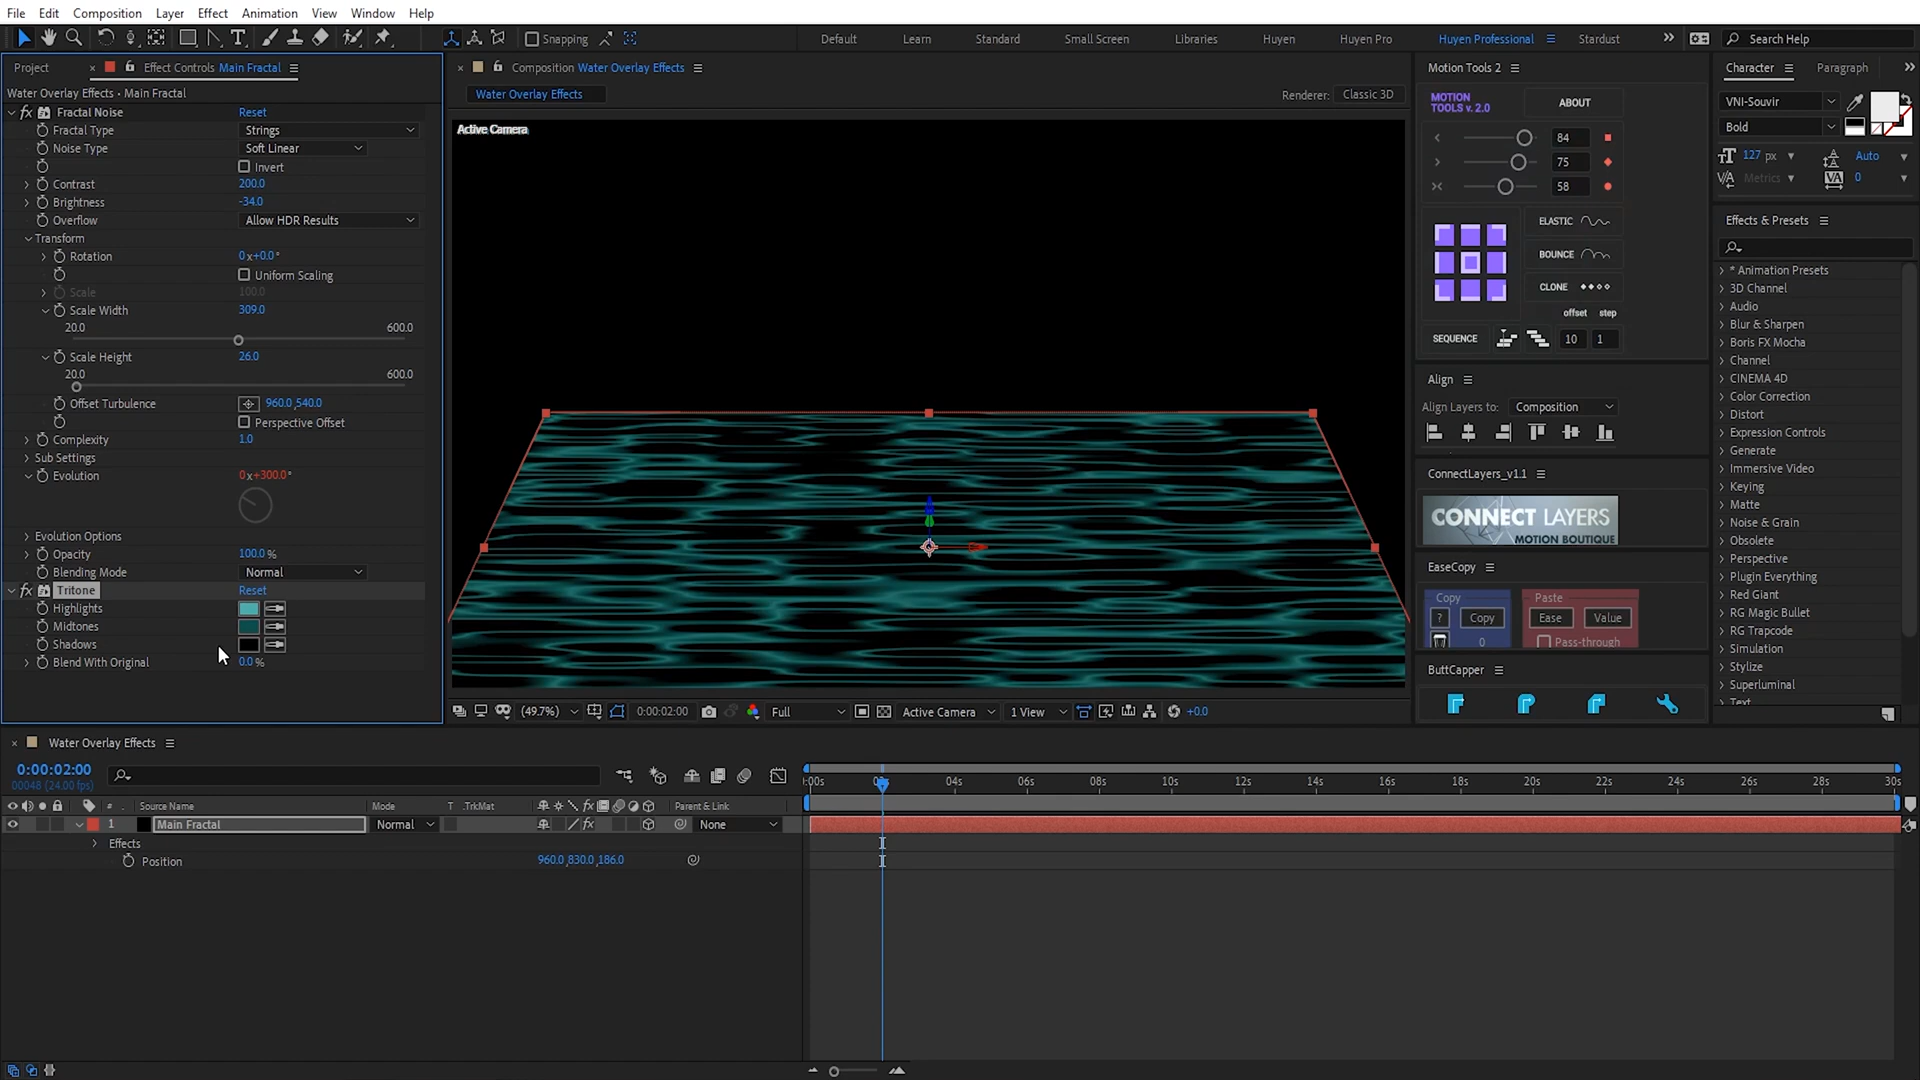 File Edit Composition Layer Effect Animation View Window Help
Snapping
Default Learn Standard Small Screen Libraries Huyen Huyen Pro Huyen Professional Stardust
Search Help
Project
Effect Controls Main Fractal
Water Overlay Effects • Main Fractal
fx Fractal Noise Reset
Fractal Type Strings
Noise Type Soft Linear
Invert
Contrast 200.0
Brightness -34.0
Overflow Allow HDR Results
Transform
Rotation 0x+0.0°
Uniform Scaling
Scale 100.0
Scale Width 309.0
20.0 600.0
Scale Height 26.0
20.0 600.0
Offset Turbulence 960.0,540.0
Perspective Offset
Complexity 1.0
Sub Settings
Evolution 0x+300.0°
Evolution Options
Opacity 100.0 %
Blending Mode Normal
fx Tritone Reset
Highlights
Midtones
Shadows
Blend With Original 0.0 %
Composition Water Overlay Effects
Water Overlay Effects
Renderer: Classic 3D
Active Camera
(49.7%) 0:00:02:00 Full Active Camera 1 View +0.0
Motion Tools 2
MOTION TOOLS v. 2.0
ABOUT
84
75
58
ELASTIC
BOUNCE
CLONE
offset step
SEQUENCE 10 1
Align
Align Layers to: Composition
ConnectLayers_v1.1
CONNECT LAYERS
MOTION BOUTIQUE
EaseCopy
Copy Paste
? Copy Ease Value
0 Pass-through
ButtCapper
Character Paragraph
VNI-Souvir
Bold
127 px Auto
Metrics 0
Effects & Presets
* Animation Presets
3D Channel
Audio
Blur & Sharpen
Boris FX Mocha
Channel
CINEMA 4D
Color Correction
Distort
Expression Controls
Generate
Immersive Video
Keying
Matte
Noise & Grain
Obsolete
Perspective
Plugin Everything
Red Giant
RG Magic Bullet
RG Trapcode
Simulation
Stylize
Superluminal
Text
Water Overlay Effects
0:00:02:00
00048 (24.00 fps)
:00s 04s 06s 08s 10s 12s 14s 16s 18s 20s 22s 24s 26s 28s 30s
# Source Name Mode T .TrkMat fx Parent & Link
1 Main Fractal Normal fx None
Effects
Position 960.0,830.0,186.0